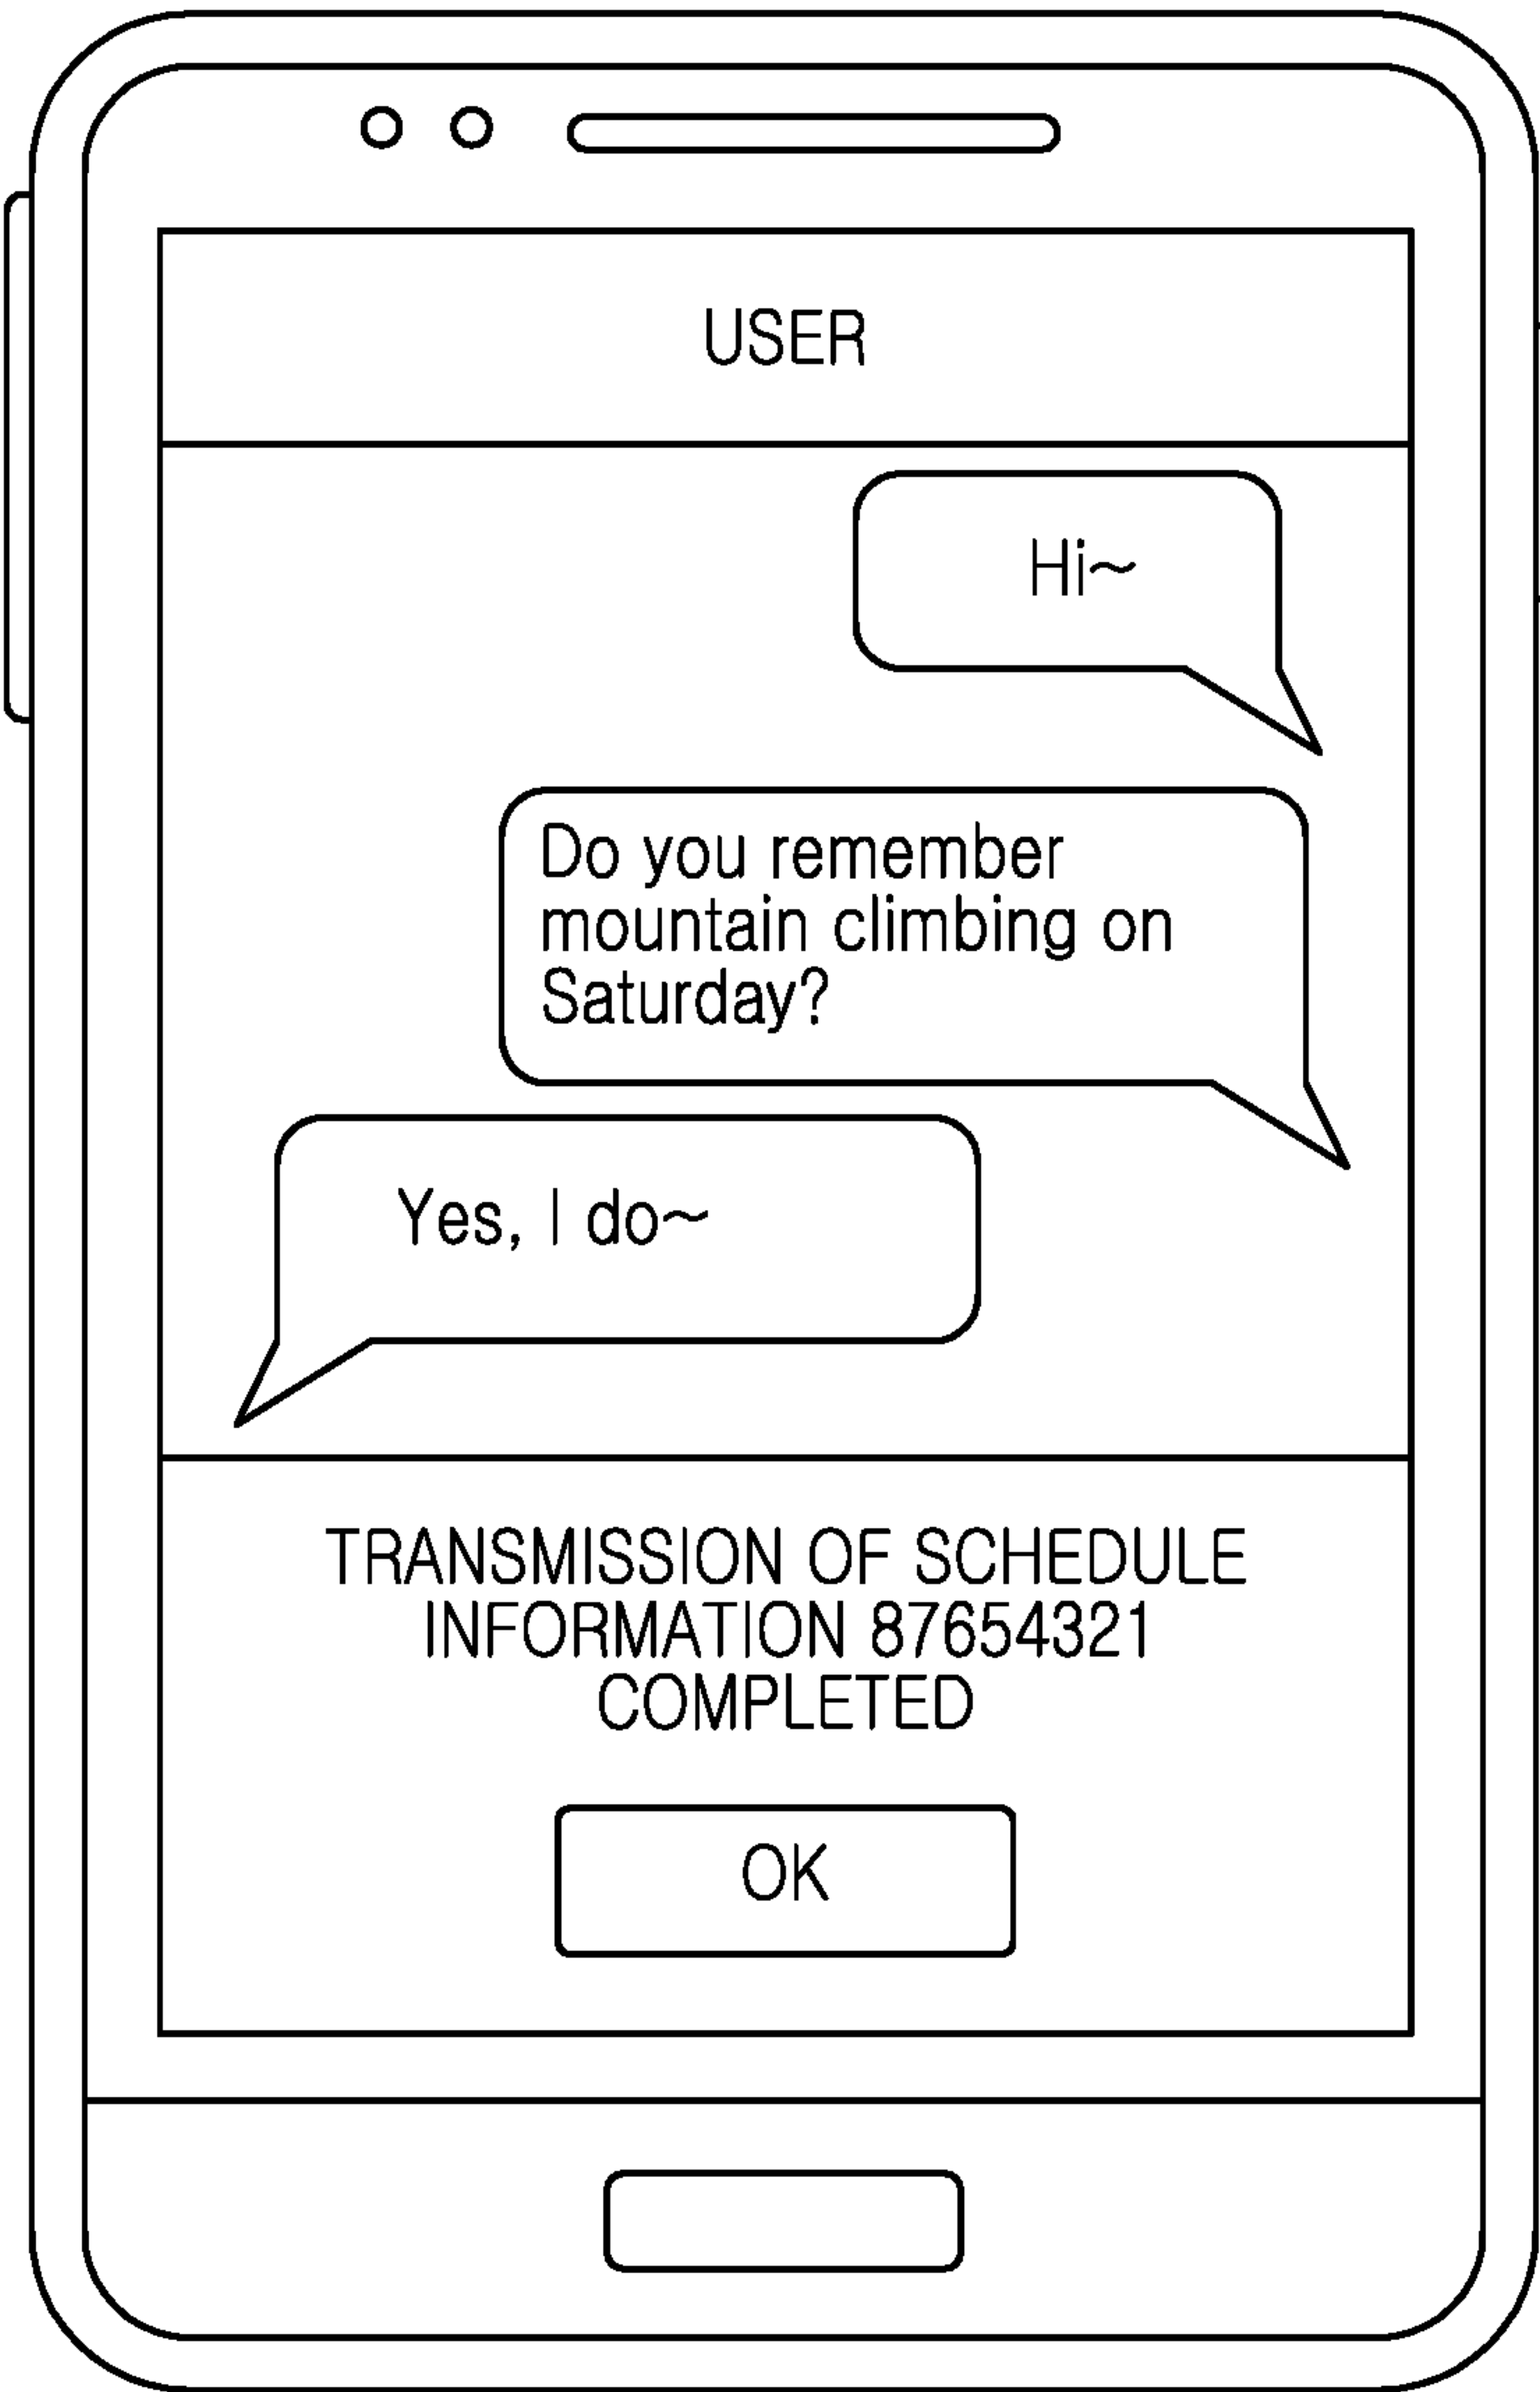 USER
Hi~
Do you remember
mountain climbing on
Saturday?
Yes, I do~
TRANSMISSION OF SCHEDULE
INFORMATION 87654321
COMPLETED
OK